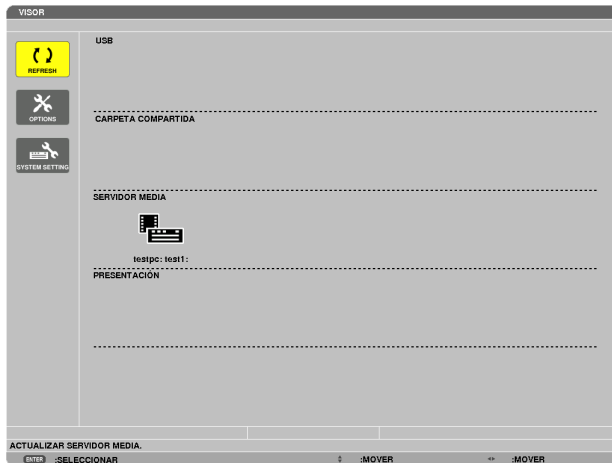 VISOR
USB
REFRESH
OPTIONS
CARPETA COMPARTIDA
SYSTEM SETTING
SERVIDOR MEDIA
testpc: test1:
PRESENTACIÓN
ACTUALIZAR SERVIDOR MEDIA.
ENTER :SELECCIONAR :MOVER :MOVER